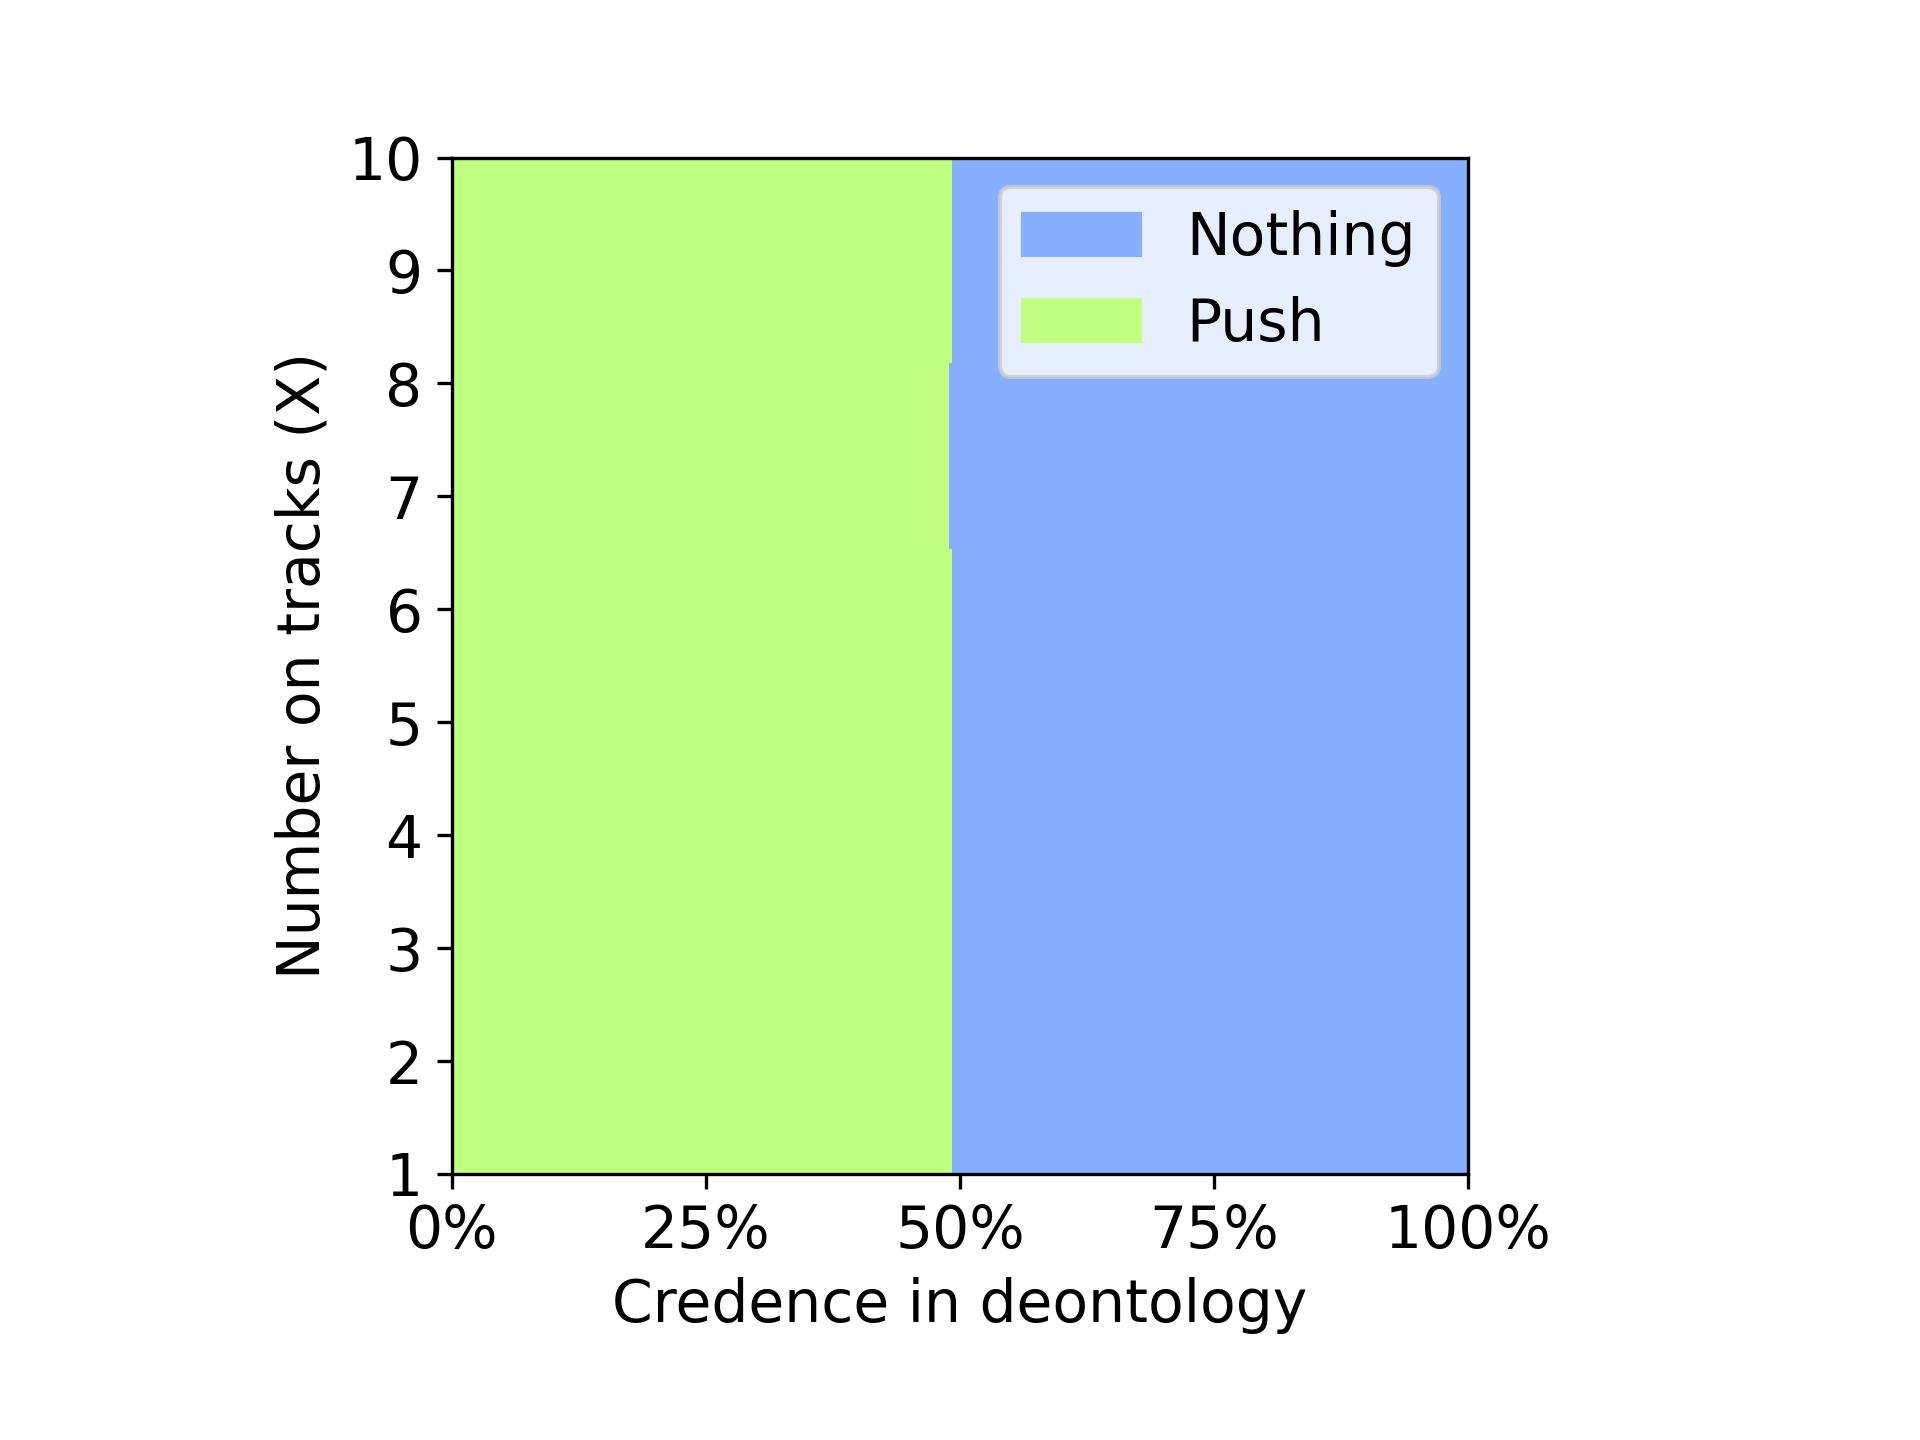 10
9
8
7
6
5
4
3
2
1
Number on tracks (X)
Nothing
Push
0% 25% 50% 75% 100%
Credence in deontology